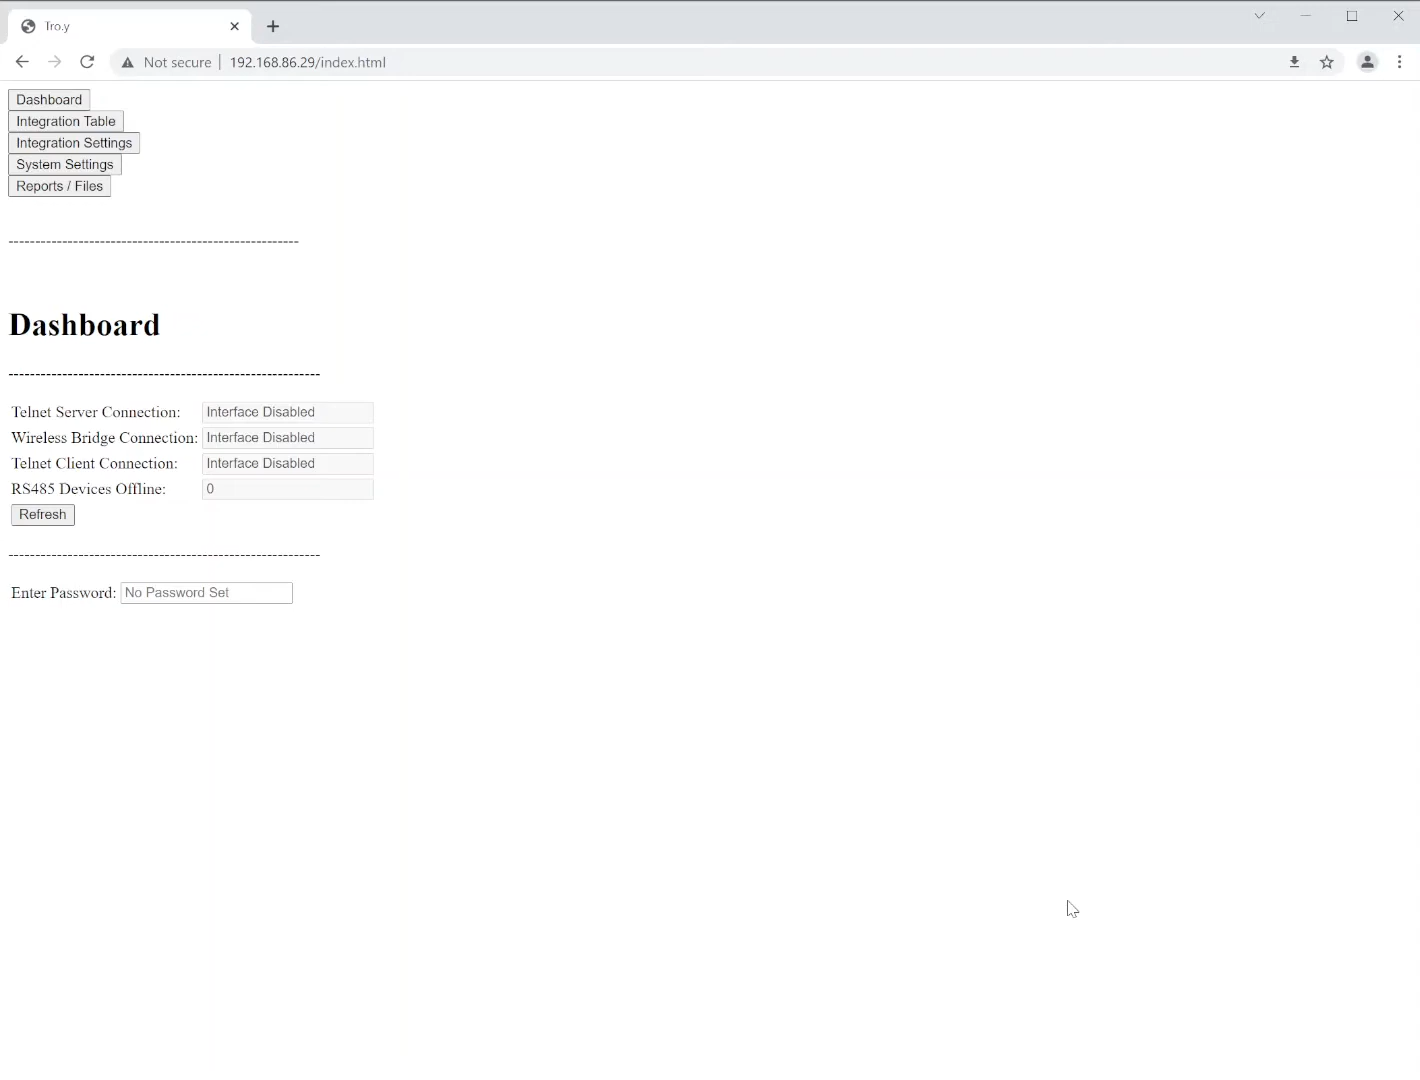 Tro.y
Not secure | 192.168.86.29/index.html
Dashboard
Integration Table
Integration Settings
System Settings
Reports / Files
-------------------------------------------------------
Dashboard
-----------------------------------------------------------
Telnet Server Connection: Interface Disabled
Wireless Bridge Connection: Interface Disabled
Telnet Client Connection: Interface Disabled
RS485 Devices Offline: 0
Refresh
-----------------------------------------------------------
Enter Password: No Password Set